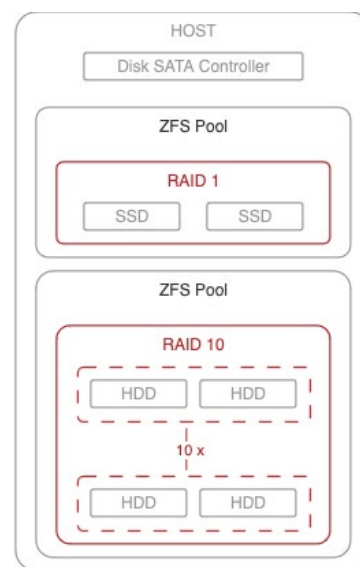 HOST
Disk SATA Controller
ZFS Pool
RAID 1
SSD SSD
ZFS Pool
RAID 10
HDD HDD
10 x
HDD HDD